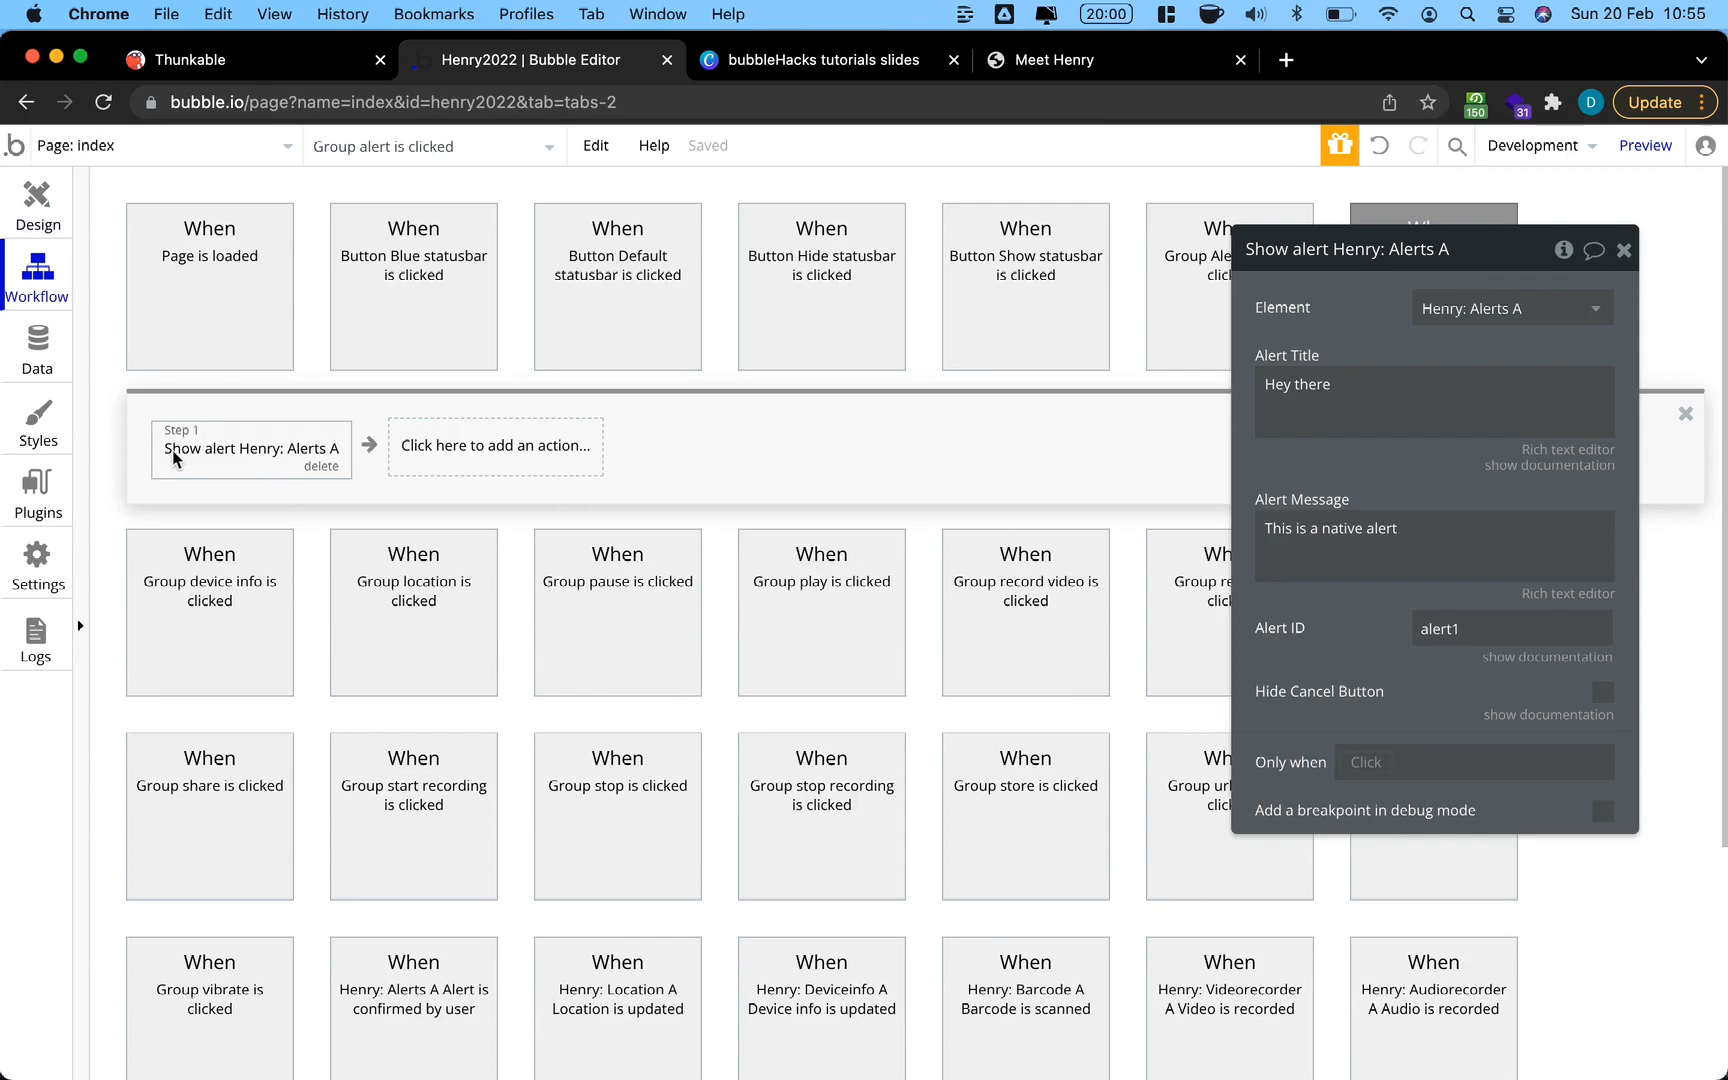 Chrome File Edit View History Bookmarks Profiles Tab Window Help 20:00 Sun 20 Feb 10:55
Thunkable Henry2022 | Bubble Editor bubbleHacks tutorials slides Meet Henry
bubble.io/page?name=index&id=henry2022&tab=tabs-2 150 31 D Update
Page: index Group alert is clicked Edit Help Saved Development Preview
Design
Workflow
Data
Styles
Plugins
Settings
Logs
When
Page is loaded
When
Button Blue statusbar
is clicked
When
Button Default
statusbar is clicked
When
Button Hide statusbar
is clicked
When
Button Show statusbar
is clicked
Wh
Group Ale
clic
Step 1
Show alert Henry: Alerts A
delete
Click here to add an action...
When
Group device info is
clicked
When
Group location is
clicked
When
Group pause is clicked
When
Group play is clicked
When
Group record video is
clicked
Wh
Group re
clic
When
Group share is clicked
When
Group start recording
is clicked
When
Group stop is clicked
When
Group stop recording
is clicked
When
Group store is clicked
Wh
Group url
clic
When
Group vibrate is
clicked
When
Henry: Alerts A Alert is
confirmed by user
When
Henry: Location A
Location is updated
When
Henry: Deviceinfo A
Device info is updated
When
Henry: Barcode A
Barcode is scanned
When
Henry: Videorecorder
A Video is recorded
When
Henry: Audiorecorder
A Audio is recorded
Show alert Henry: Alerts A
Element Henry: Alerts A
Alert Title
Hey there
Rich text editor
show documentation
Alert Message
This is a native alert
Rich text editor
Alert ID alert1
show documentation
Hide Cancel Button
show documentation
Only when Click
Add a breakpoint in debug mode